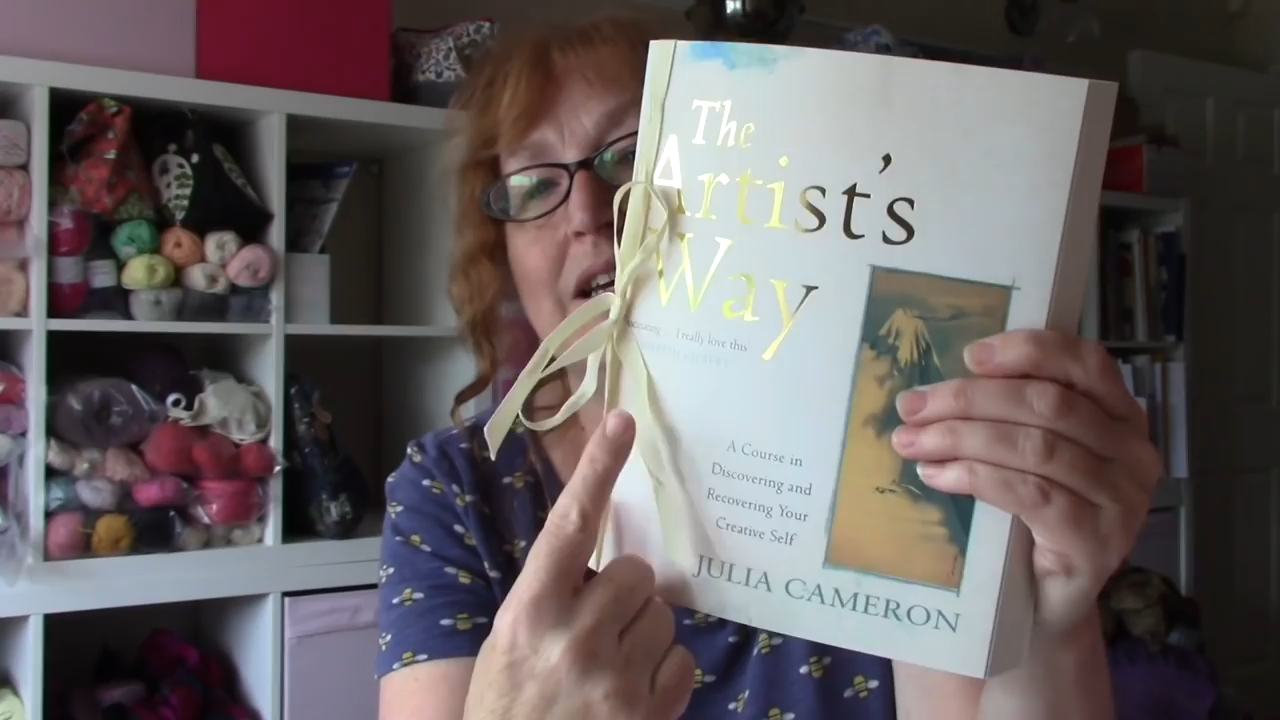 The
Artist's
Way
I really love this
A Course in
Discovering and
Recovering Your
Creative Self
JULIA CAMERON